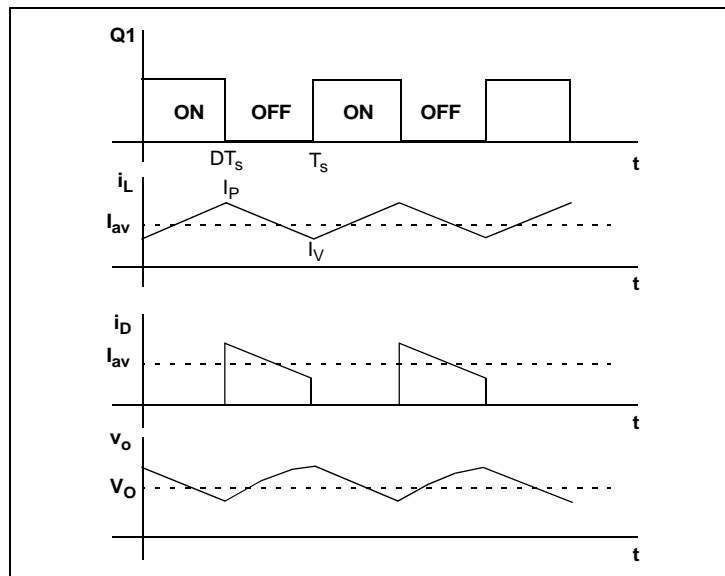 Q1
ON OFF ON OFF
DTs Ts t
iL
IP
Iav
IV
t
iD
Iav
t
vo
VO
t